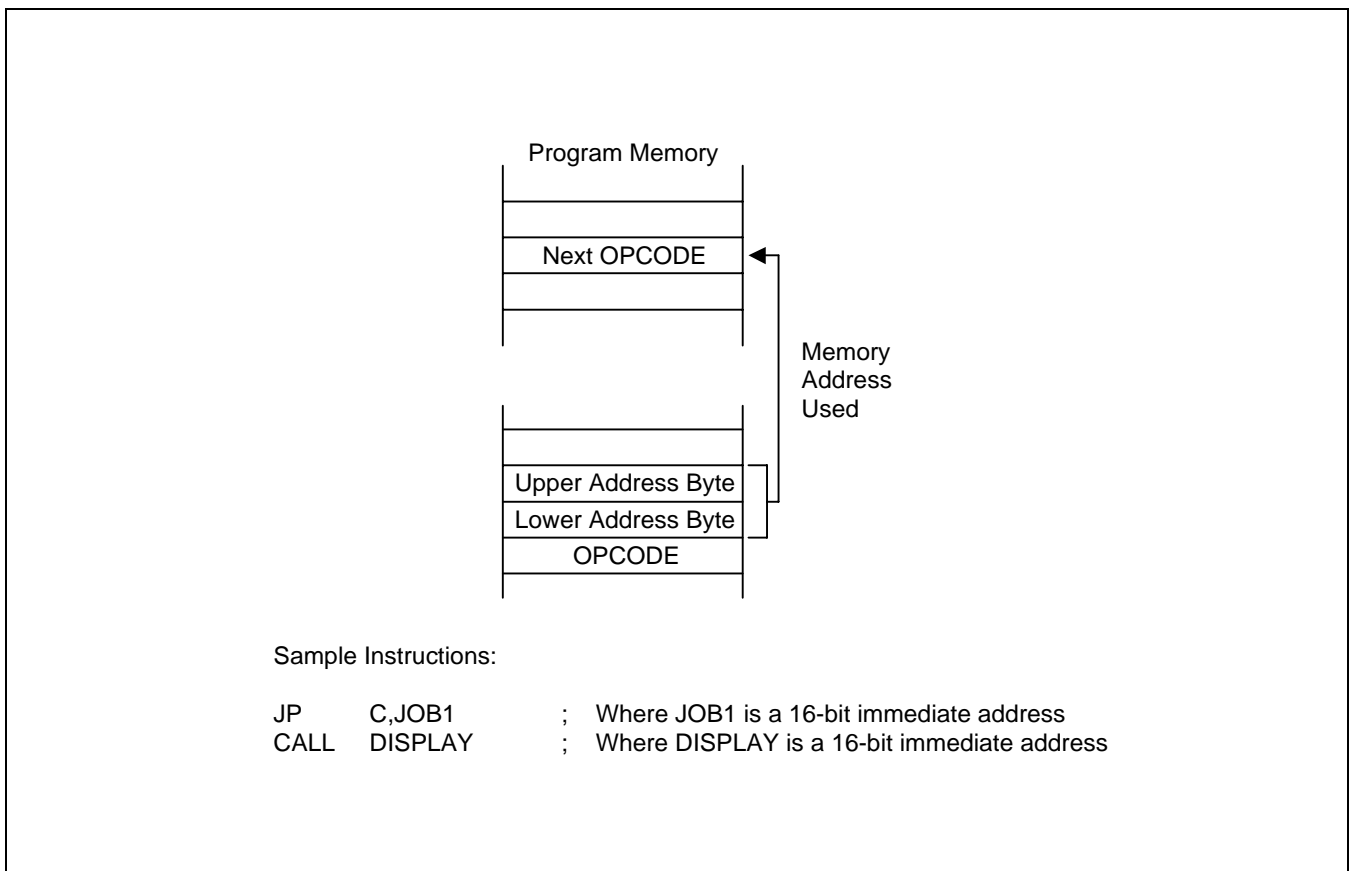 Program Memory
Next OPCODE
Memory
Address
Used
Upper Address Byte
Lower Address Byte
OPCODE
Sample Instructions:
JP C,JOB1 ; Where JOB1 is a 16-bit immediate address
CALL DISPLAY ; Where DISPLAY is a 16-bit immediate address